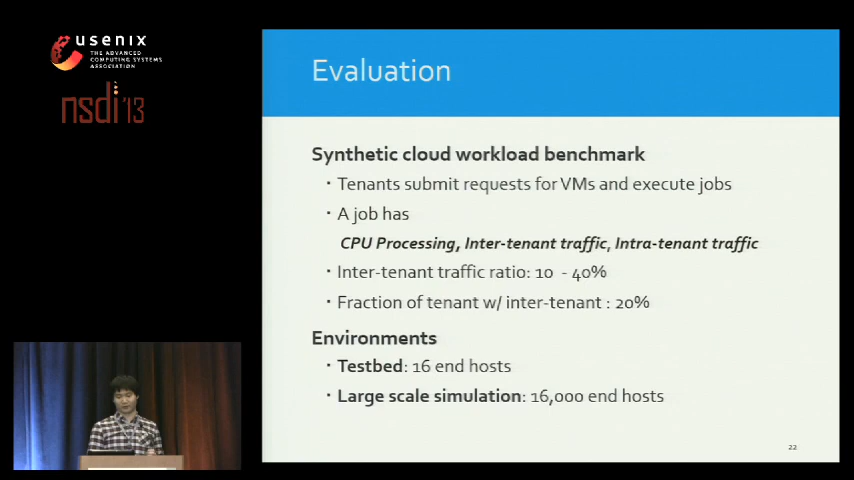 usenix
THE ADVANCED
COMPUTING SYSTEMS
ASSOCIATION
nsdi '13
Evaluation
Synthetic cloud workload benchmark
· Tenants submit requests for VMs and execute jobs
· A job has
CPU Processing, Inter-tenant traffic, Intra-tenant traffic
· Inter-tenant traffic ratio: 10 - 40%
· Fraction of tenant w/ inter-tenant : 20%
Environments
· Testbed: 16 end hosts
· Large scale simulation: 16,000 end hosts
22